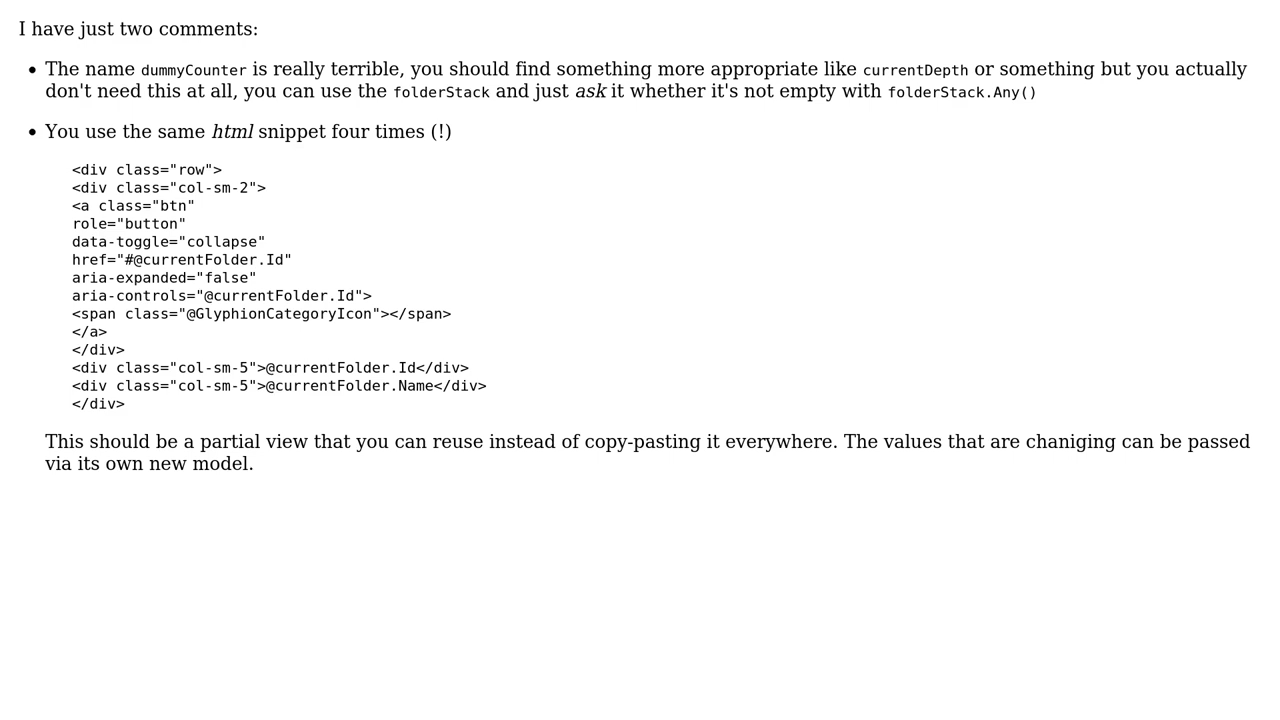 I have just two comments:
The name dummyCounter is really terrible, you should find something more appropriate like currentDepth or something but you actually
don't need this at all, you can use the folderStack and just ask it whether it's not empty with folderStack.Any()
You use the same html snippet four times (!)
<div class="row">
<div class="col-sm-2">
<a class="btn"
role="button"
data-toggle="collapse"
href="#@currentFolder.Id"
aria-expanded="false"
aria-controls="@currentFolder.Id">
<span class="@GlyphionCategoryIcon"></span>
</a>
</div>
<div class="col-sm-5">@currentFolder.Id</div>
<div class="col-sm-5">@currentFolder.Name</div>
</div>
This should be a partial view that you can reuse instead of copy-pasting it everywhere. The values that are chaniging can be passed
via its own new model.